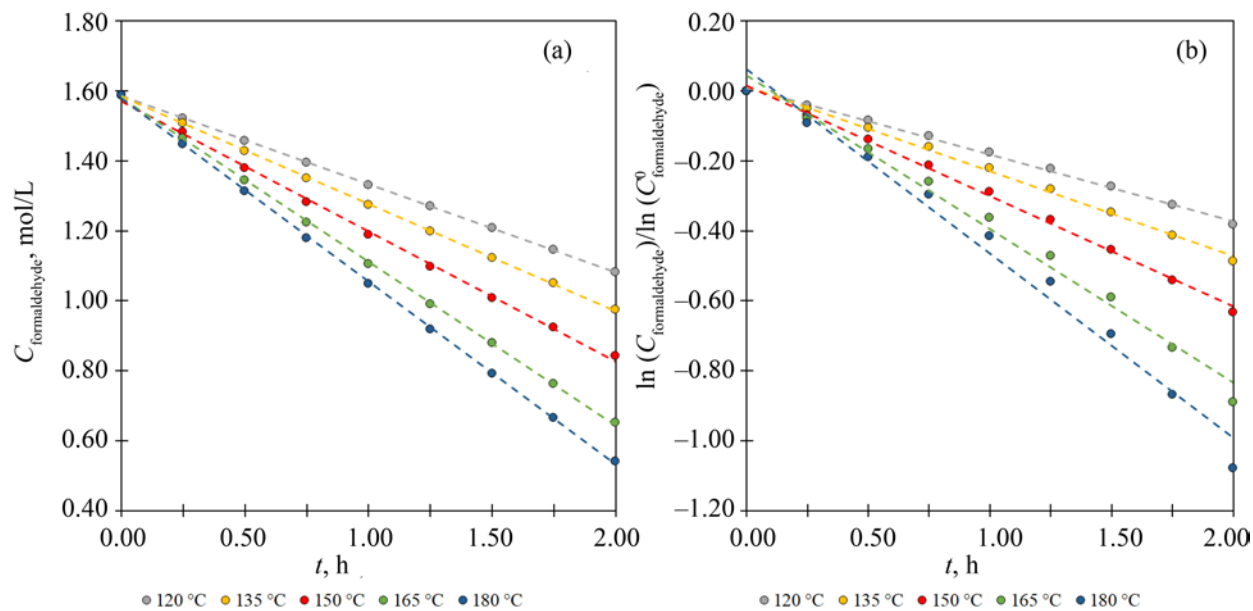 (a)
C formaldehyde, mol/L
1.80
1.60
1.40
1.20
1.00
0.80
0.60
0.40
0.00 0.50 1.00 1.50 2.00
t, h
120 °C 135 °C 150 °C 165 °C 180 °C
(b)
ln (C formaldehyde)/ln (C⁰ formaldehyde)
0.20
0.00
−0.20
−0.40
−0.60
−0.80
−1.00
−1.20
0.00 0.50 1.00 1.50 2.00
t, h
120 °C 135 °C 150 °C 165 °C 180 °C